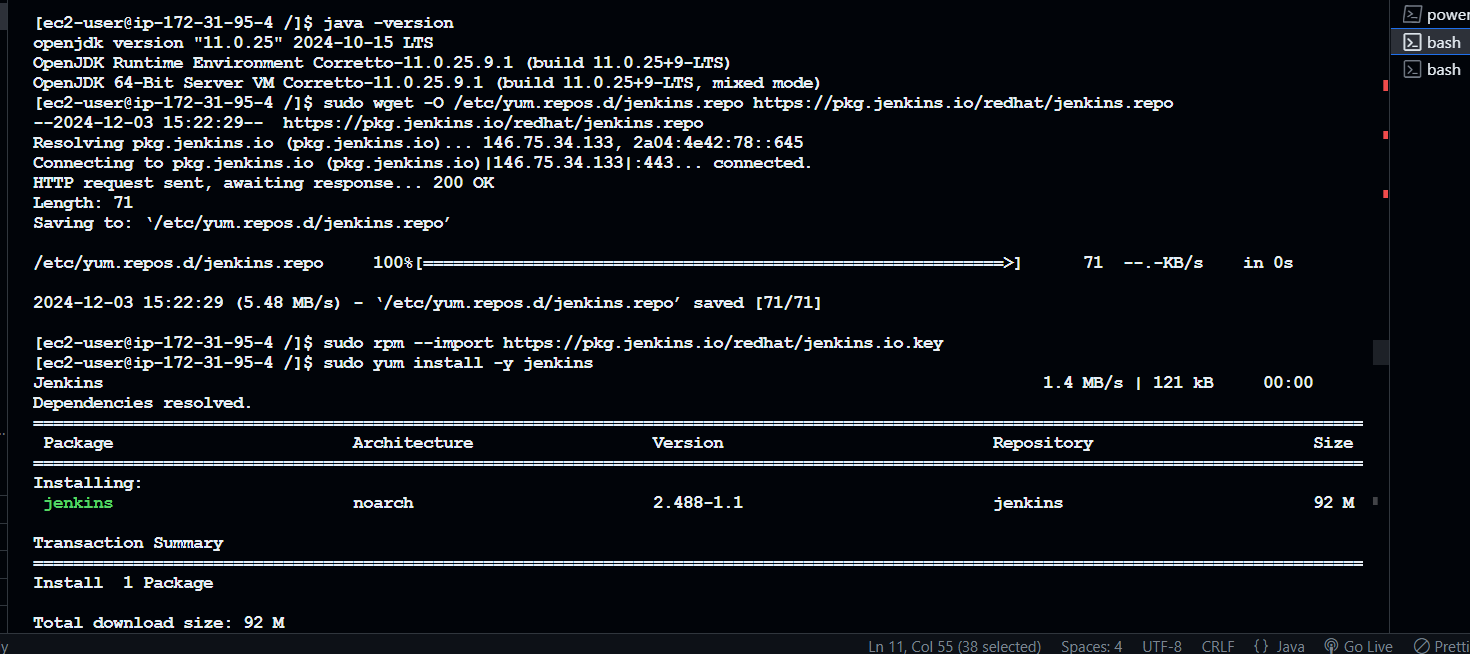 [ec2-user@ip-172-31-95-4 /]$ java -version
openjdk version "11.0.25" 2024-10-15 LTS
OpenJDK Runtime Environment Corretto-11.0.25.9.1 (build 11.0.25+9-LTS)
OpenJDK 64-Bit Server VM Corretto-11.0.25.9.1 (build 11.0.25+9-LTS, mixed mode)
[ec2-user@ip-172-31-95-4 /]$ sudo wget -O /etc/yum.repos.d/jenkins.repo https://pkg.jenkins.io/redhat/jenkins.repo
--2024-12-03 15:22:29--  https://pkg.jenkins.io/redhat/jenkins.repo
Resolving pkg.jenkins.io (pkg.jenkins.io)... 146.75.34.133, 2a04:4e42:78::645
Connecting to pkg.jenkins.io (pkg.jenkins.io)|146.75.34.133|:443... connected.
HTTP request sent, awaiting response... 200 OK
Length: 71
Saving to: ‘/etc/yum.repos.d/jenkins.repo’
/etc/yum.repos.d/jenkins.repo 100%[==========================================================>] 71 --.-KB/s in 0s
2024-12-03 15:22:29 (5.48 MB/s) - ‘/etc/yum.repos.d/jenkins.repo’ saved [71/71]
[ec2-user@ip-172-31-95-4 /]$ sudo rpm --import https://pkg.jenkins.io/redhat/jenkins.io.key
[ec2-user@ip-172-31-95-4 /]$ sudo yum install -y jenkins
Jenkins 1.4 MB/s | 121 kB 00:00
Dependencies resolved.
Package Architecture Version Repository Size
Installing:
jenkins noarch 2.488-1.1 jenkins 92 M
Transaction Summary
Install  1 Package
Total download size: 92 M
power
bash
bash
y Ln 11, Col 55 (38 selected) Spaces: 4 UTF-8 CRLF {} Java Go Live Pretti